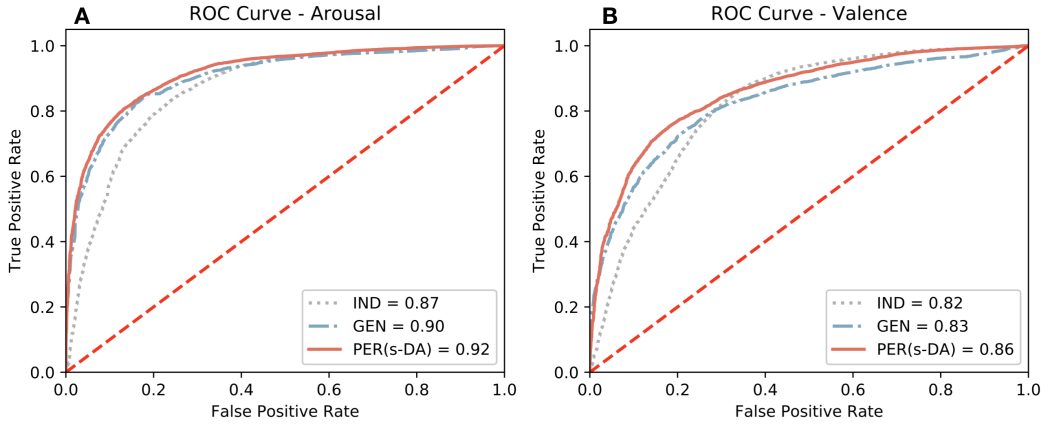 A
ROC Curve - Arousal
True Positive Rate
1.0
0.8
0.6
0.4
0.2
0.0
IND = 0.87
GEN = 0.90
PER(s-DA) = 0.92
0.0 0.2 0.4 0.6 0.8 1.0
False Positive Rate
B
ROC Curve - Valence
True Positive Rate
1.0
0.8
0.6
0.4
0.2
0.0
IND = 0.82
GEN = 0.83
PER(s-DA) = 0.86
0.0 0.2 0.4 0.6 0.8 1.0
False Positive Rate